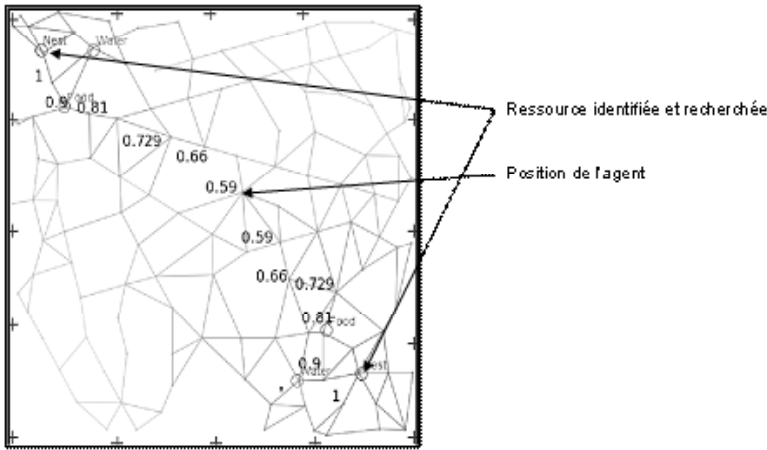 Nest
Water
1
Food
0.9
0.81
Ressource identifiée et recherchée
0.729
0.66
Position de l'agent
0.59
0.59
0.66
0.729
0.81
Food
0.9
Water
1